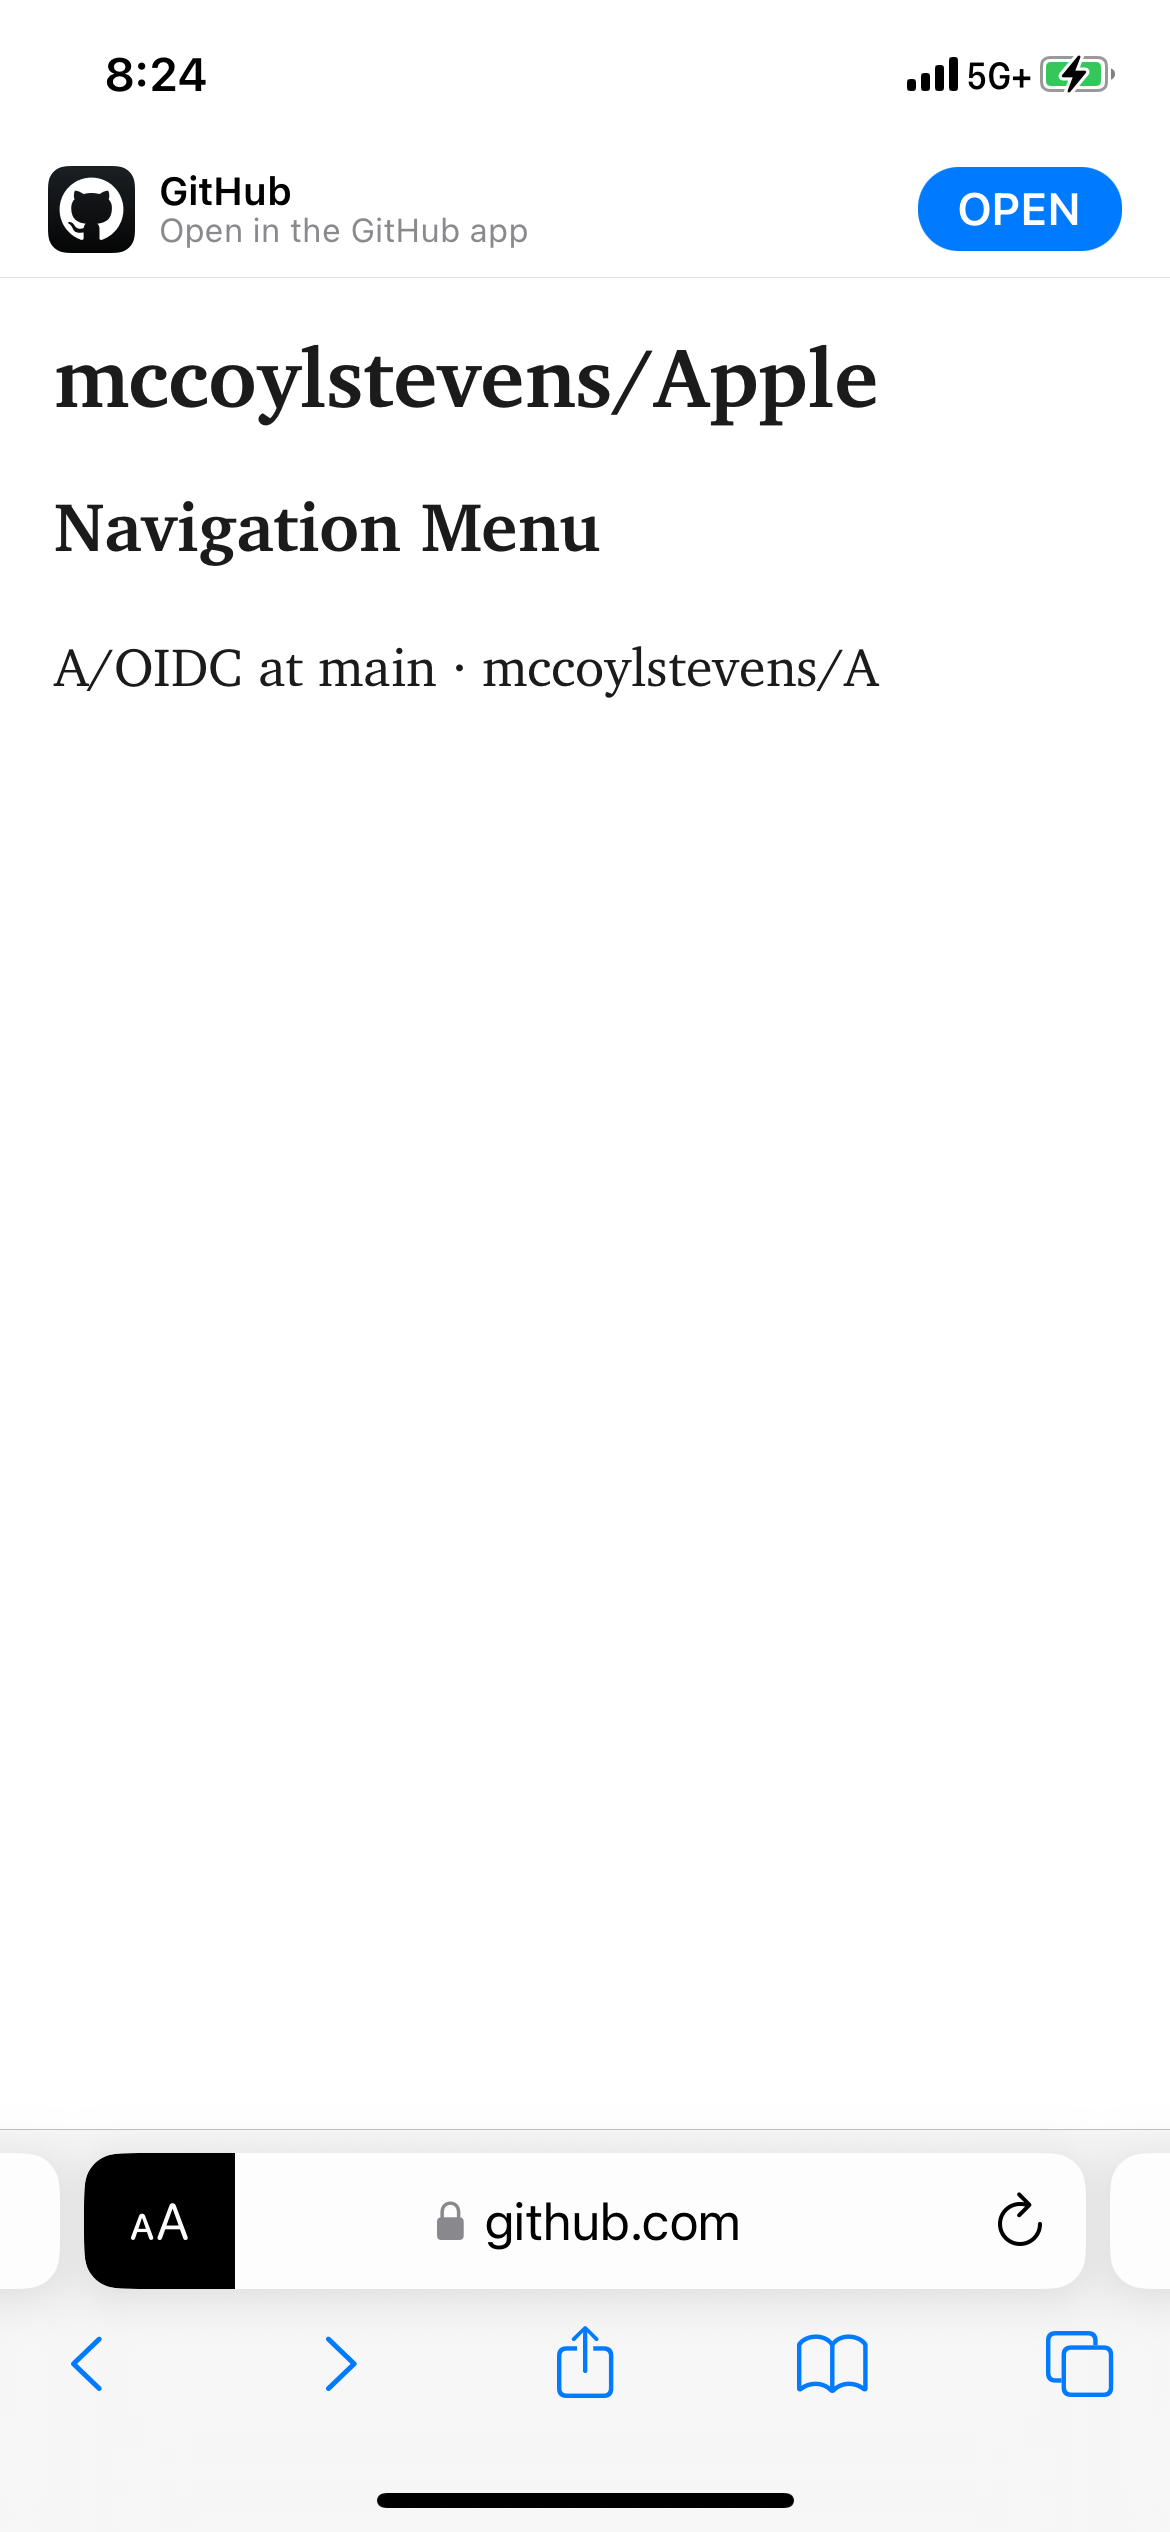 8:24
5G+
GitHub
Open in the GitHub app
OPEN
mccoylstevens/Apple
Navigation Menu
A/OIDC at main · mccoylstevens/A
AA
github.com